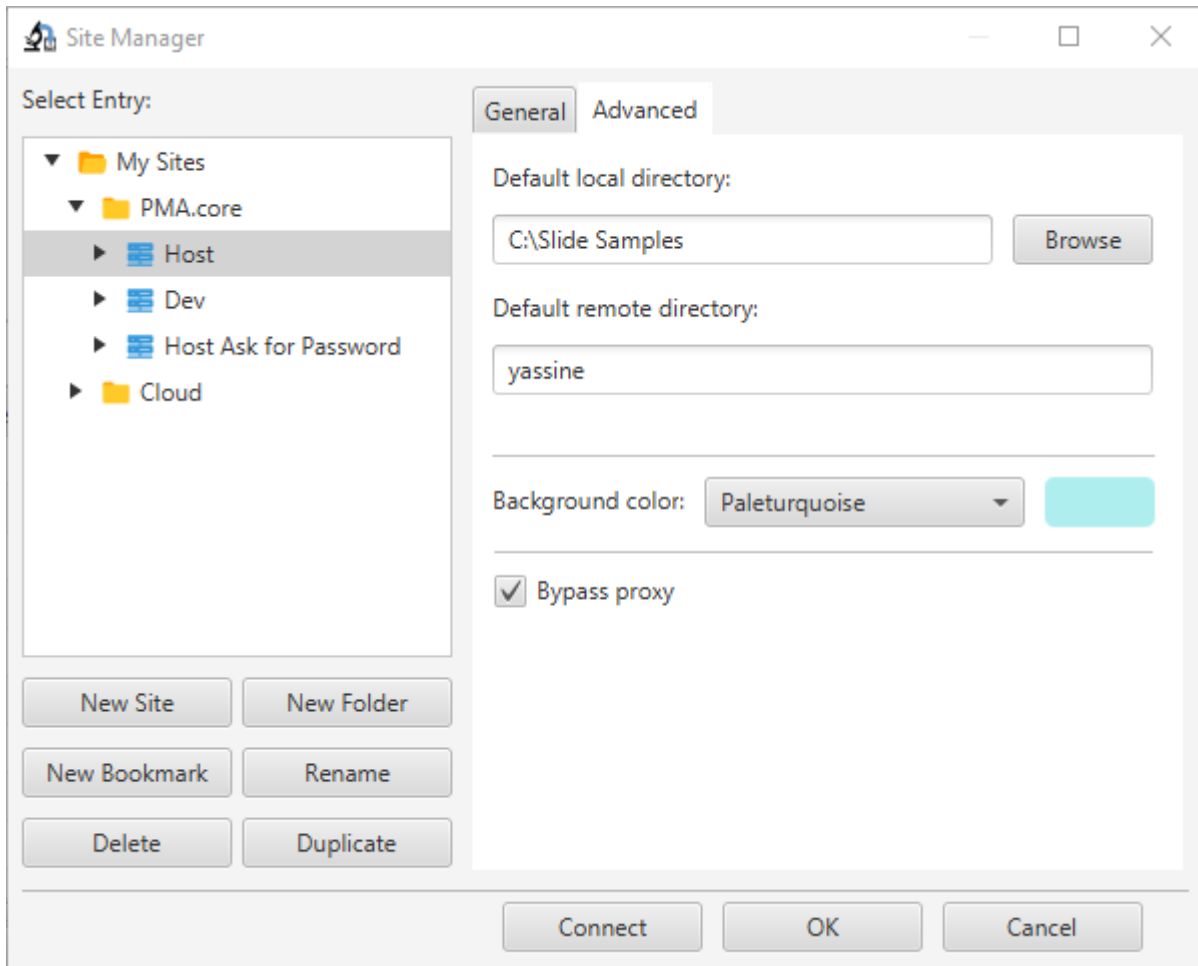 Site Manager
Select Entry:
My Sites
PMA.core
Host
Dev
Host Ask for Password
Cloud
New Site
New Folder
New Bookmark
Rename
Delete
Duplicate
General
Advanced
Default local directory:
C:\Slide Samples
Browse
Default remote directory:
yassine
Background color:
Paleturquoise
Bypass proxy
Connect
OK
Cancel